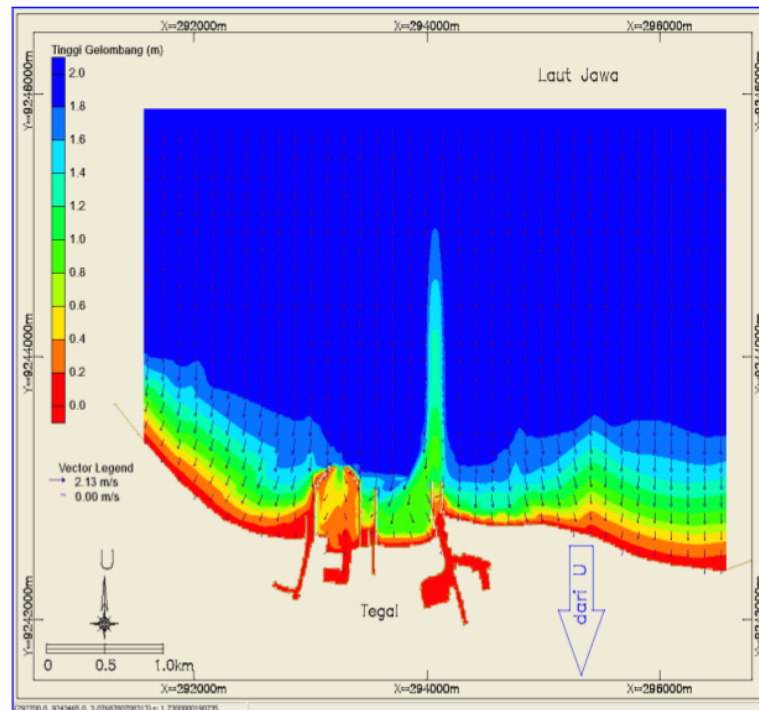 X=292000m X=294000m X=296000m
Tinggi Gelombang (m)
Laut Jawa
Y=9246000m
2.0
1.8
1.6
1.4
1.2
1.0
0.8
0.6
0.4
0.2
0.0
Y=9244000m
Y=9244000m
Vector Legend
2.13 m/s
0.00 m/s
U
dari U
Tegal
Y=9242000m
0 0.5 1.0km
X=292000m X=294000m X=296000m